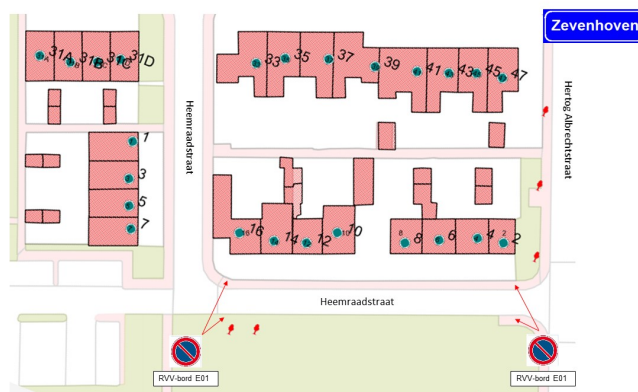 Zevenhoven
31A 31B 31C 31D
33 35 37 39 41 43 45 47
Heemraadstraat
Hertog Albrechtstraat
1
3
5
7
16 14 12 10 8 6 4 2
Heemraadstraat
RVV-bord E01
RVV-bord E01